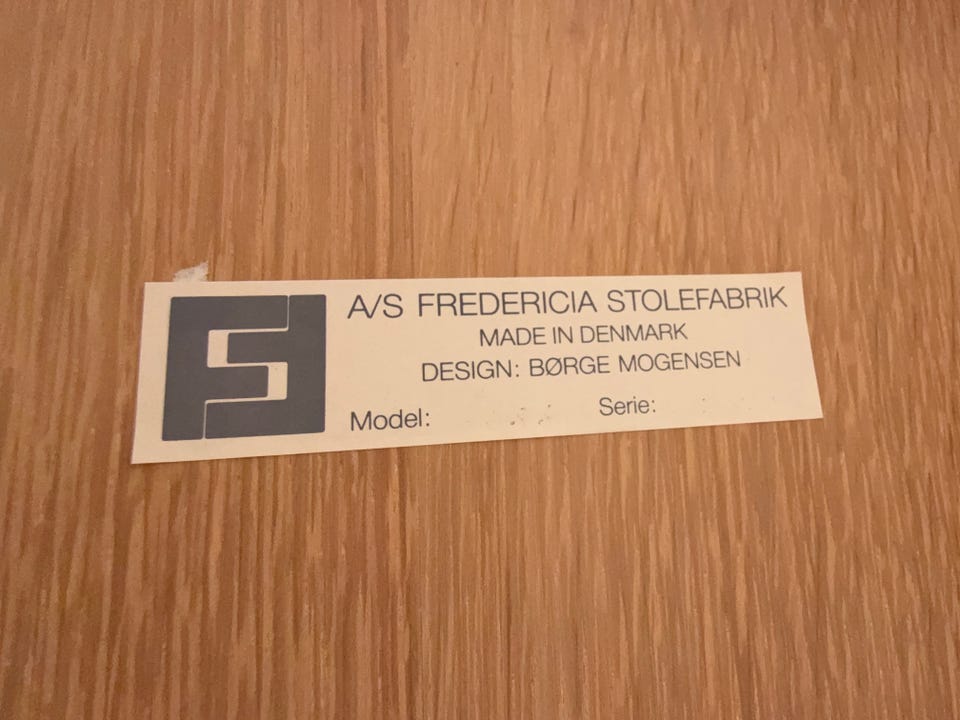 A/S FREDERICIA STOLEFABRIK
MADE IN DENMARK
DESIGN: BØRGE MOGENSEN
Model: Serie: